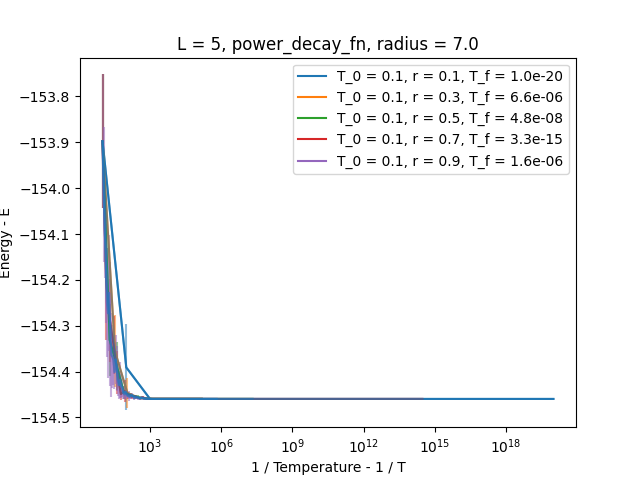 L = 5, power_decay_fn, radius = 7.0
T_0 = 0.1, r = 0.1, T_f = 1.0e-20
T_0 = 0.1, r = 0.3, T_f = 6.6e-06
T_0 = 0.1, r = 0.5, T_f = 4.8e-08
T_0 = 0.1, r = 0.7, T_f = 3.3e-15
T_0 = 0.1, r = 0.9, T_f = 1.6e-06
Energy - E
−153.8
−153.9
−154.0
−154.1
−154.2
−154.3
−154.4
−154.5
10³ 10⁶ 10⁹ 10¹² 10¹⁵ 10¹⁸
1 / Temperature - 1 / T